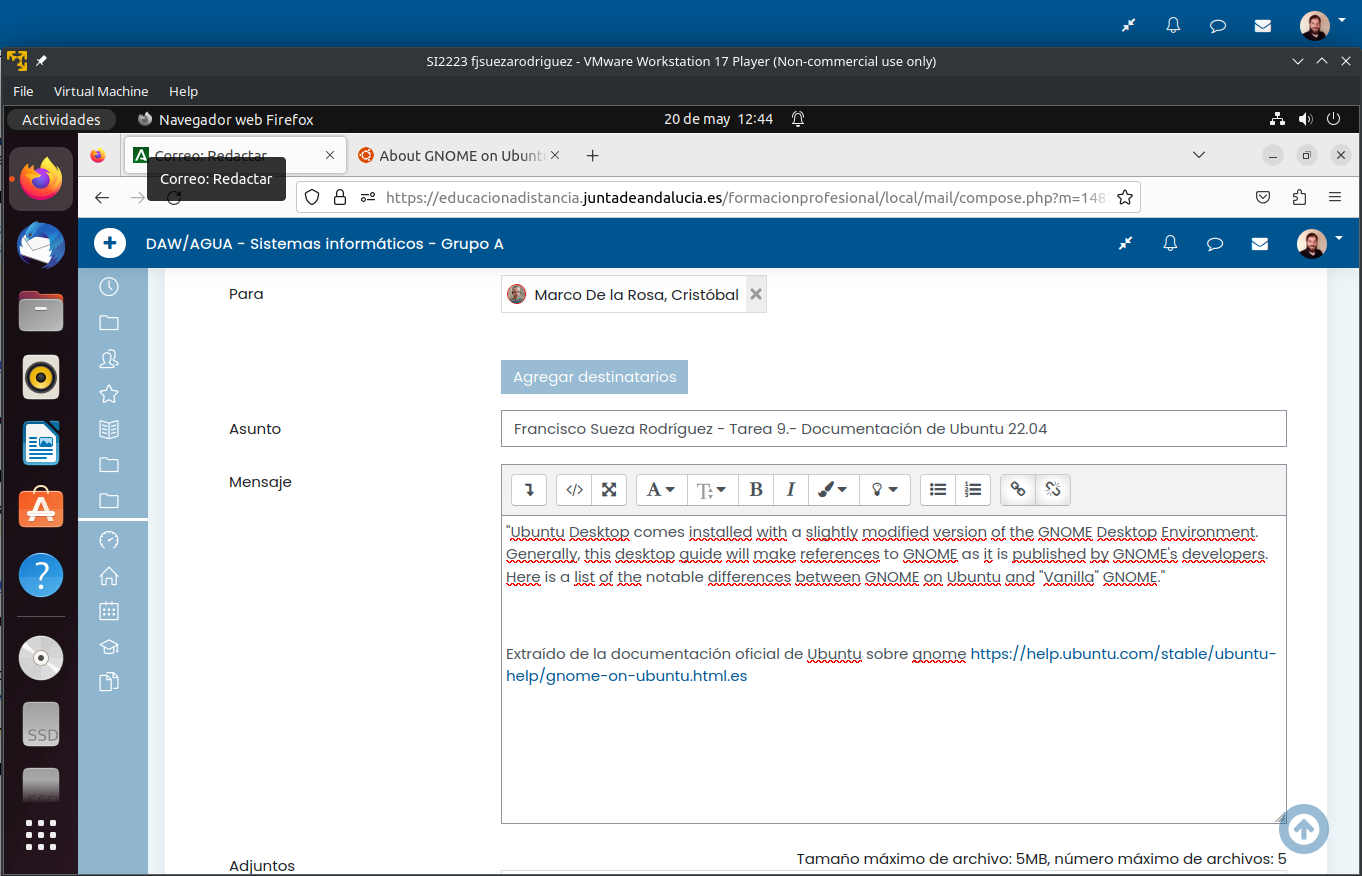 SI2223 fjsuezarodriguez - VMware Workstation 17 Player (Non-commercial use only)
File Virtual Machine Help
Actividades Navegador web Firefox 20 de may 12:44
Correo: Redactar About GNOME on Ubunt
Correo: Redactar
https://educacionadistancia.juntadeandalucia.es/formacionprofesional/local/mail/compose.php?m=148
DAW/AGUA - Sistemas informáticos - Grupo A
Para Marco De la Rosa, Cristóbal
Agregar destinatarios
Asunto Francisco Sueza Rodríguez - Tarea 9.- Documentación de Ubuntu 22.04
Mensaje
"Ubuntu Desktop comes installed with a slightly modified version of the GNOME Desktop Environment.
Generally, this desktop guide will make references to GNOME as it is published by GNOME's developers.
Here is a list of the notable differences between GNOME on Ubuntu and "Vanilla" GNOME."
Extraído de la documentación oficial de Ubuntu sobre gnome https://help.ubuntu.com/stable/ubuntu-
help/gnome-on-ubuntu.html.es
SSD
SSD
Tamaño máximo de archivo: 5MB, número máximo de archivos: 5
Adjuntos